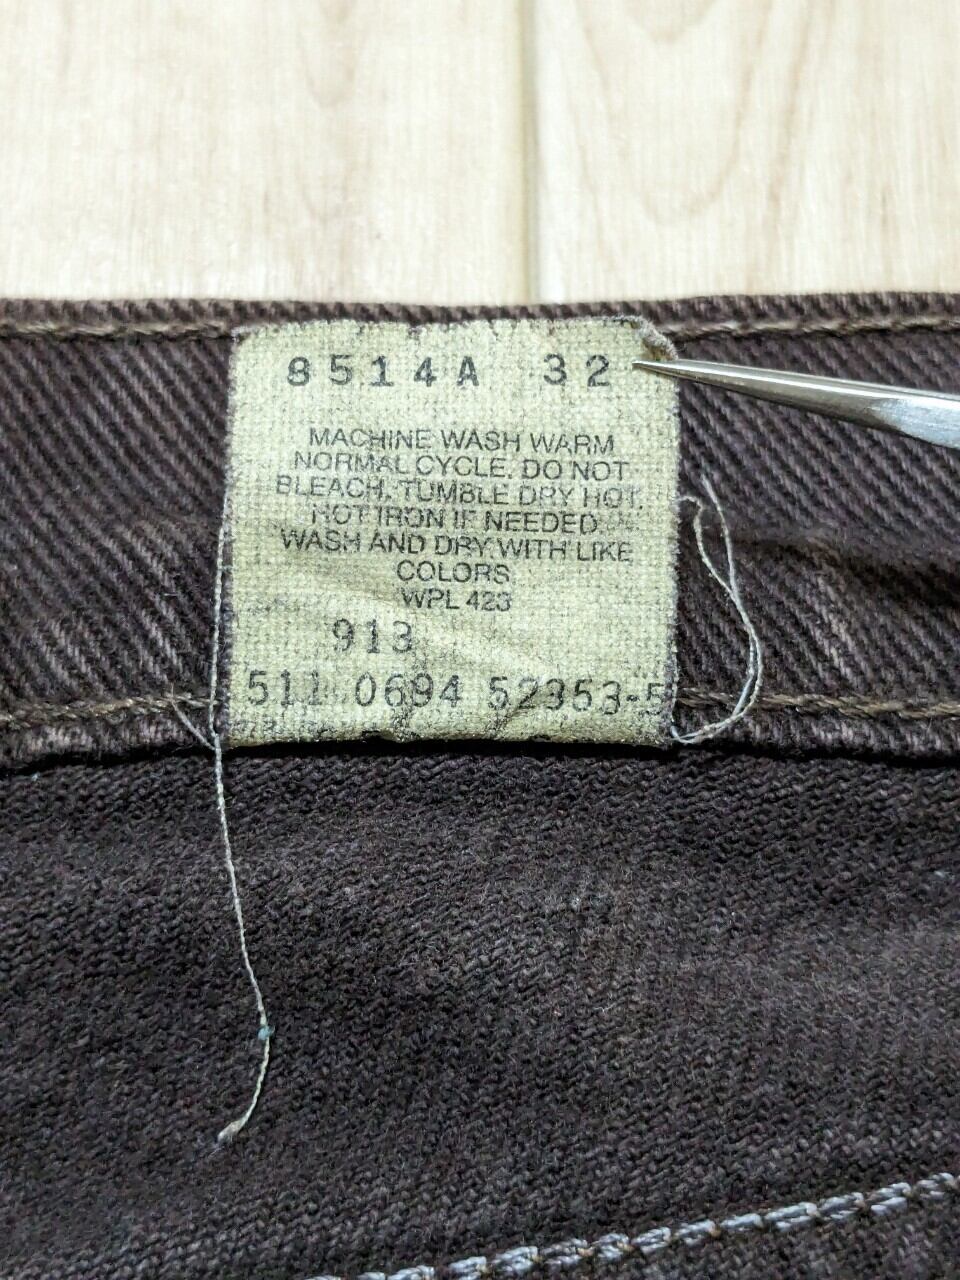 8514A 32
MACHINE WASH WARM
NORMAL CYCLE. DO NOT
BLEACH. TUMBLE DRY HOT.
HOT IRON IF NEEDED.
WASH AND DRY WITH LIKE
COLORS
WPL 423
913
511 0694 52353-5